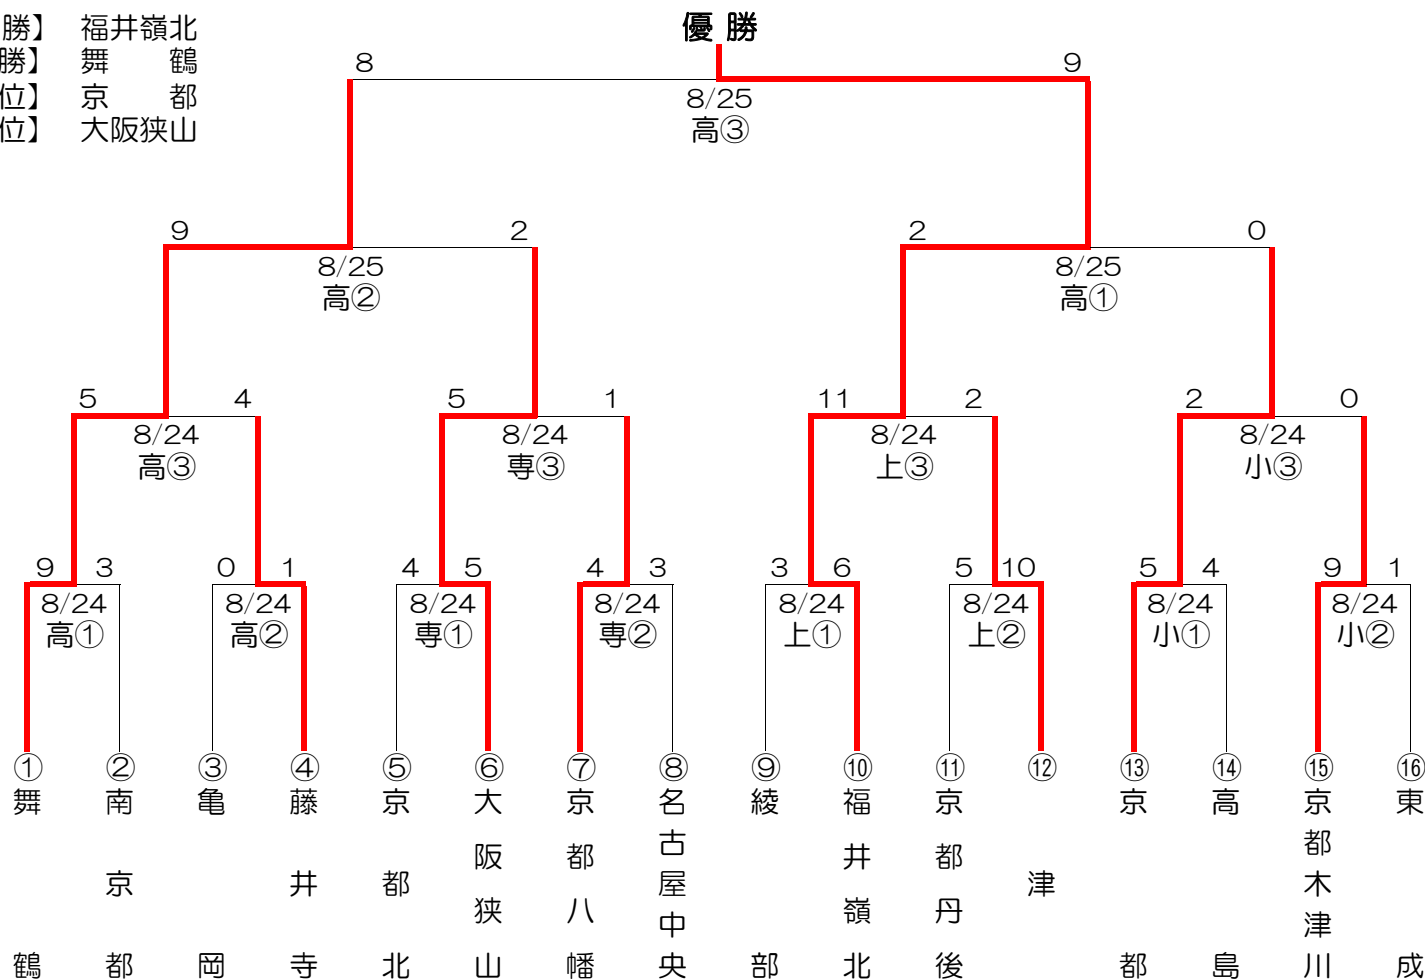 勝】 福井嶺北
勝】 舞 鶴
位】 京 都
位】 大阪狭山
優勝
8 9
8/25
高③
9 2 2 0
8/25 8/25
高② 高①
5 4 5 1 11 2 2 0
8/24 8/24 8/24 8/24
高③ 専③ 上③ 小③
9 3 0 1 4 5 4 3 3 6 5 10 5 4 9 1
8/24 8/24 8/24 8/24 8/24 8/24 8/24 8/24
高① 高② 専① 専② 上① 上② 小① 小②
① ② ③ ④ ⑤ ⑥ ⑦ ⑧ ⑨ ⑩ ⑪ ⑫ ⑬ ⑭ ⑮ ⑯
舞鶴
南京都
亀岡
藤井寺
京都北
大阪狭山
京都八幡
名古屋中央
綾部
福井嶺北
京都丹後
津
京都
高島
京都木津川
東成